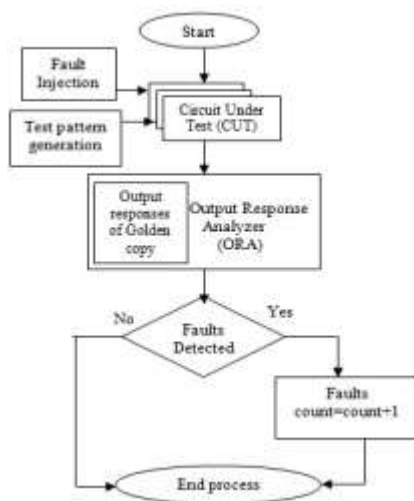 Start
Fault
Injection
Test pattern
generation
Circuit Under
Test (CUT)
Output
responses
of Golden
copy
Output Response
Analyzer
(ORA)
No
Yes
Faults
Detected
Faults
count=count+1
End process